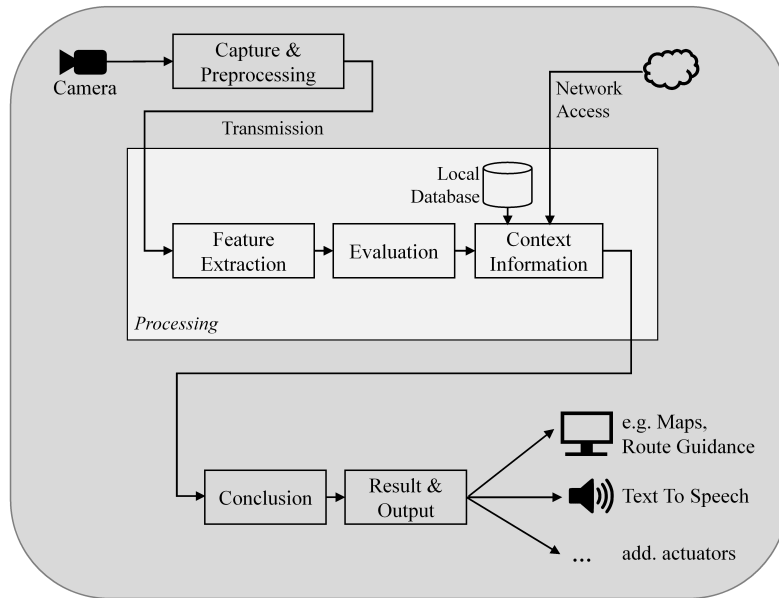 Capture &
Preprocessing
Camera
Network
Access
Transmission
Local
Database
Feature
Extraction
Evaluation
Context
Information
Processing
e.g. Maps,
Route Guidance
Conclusion
Result &
Output
Text To Speech
... add. actuators